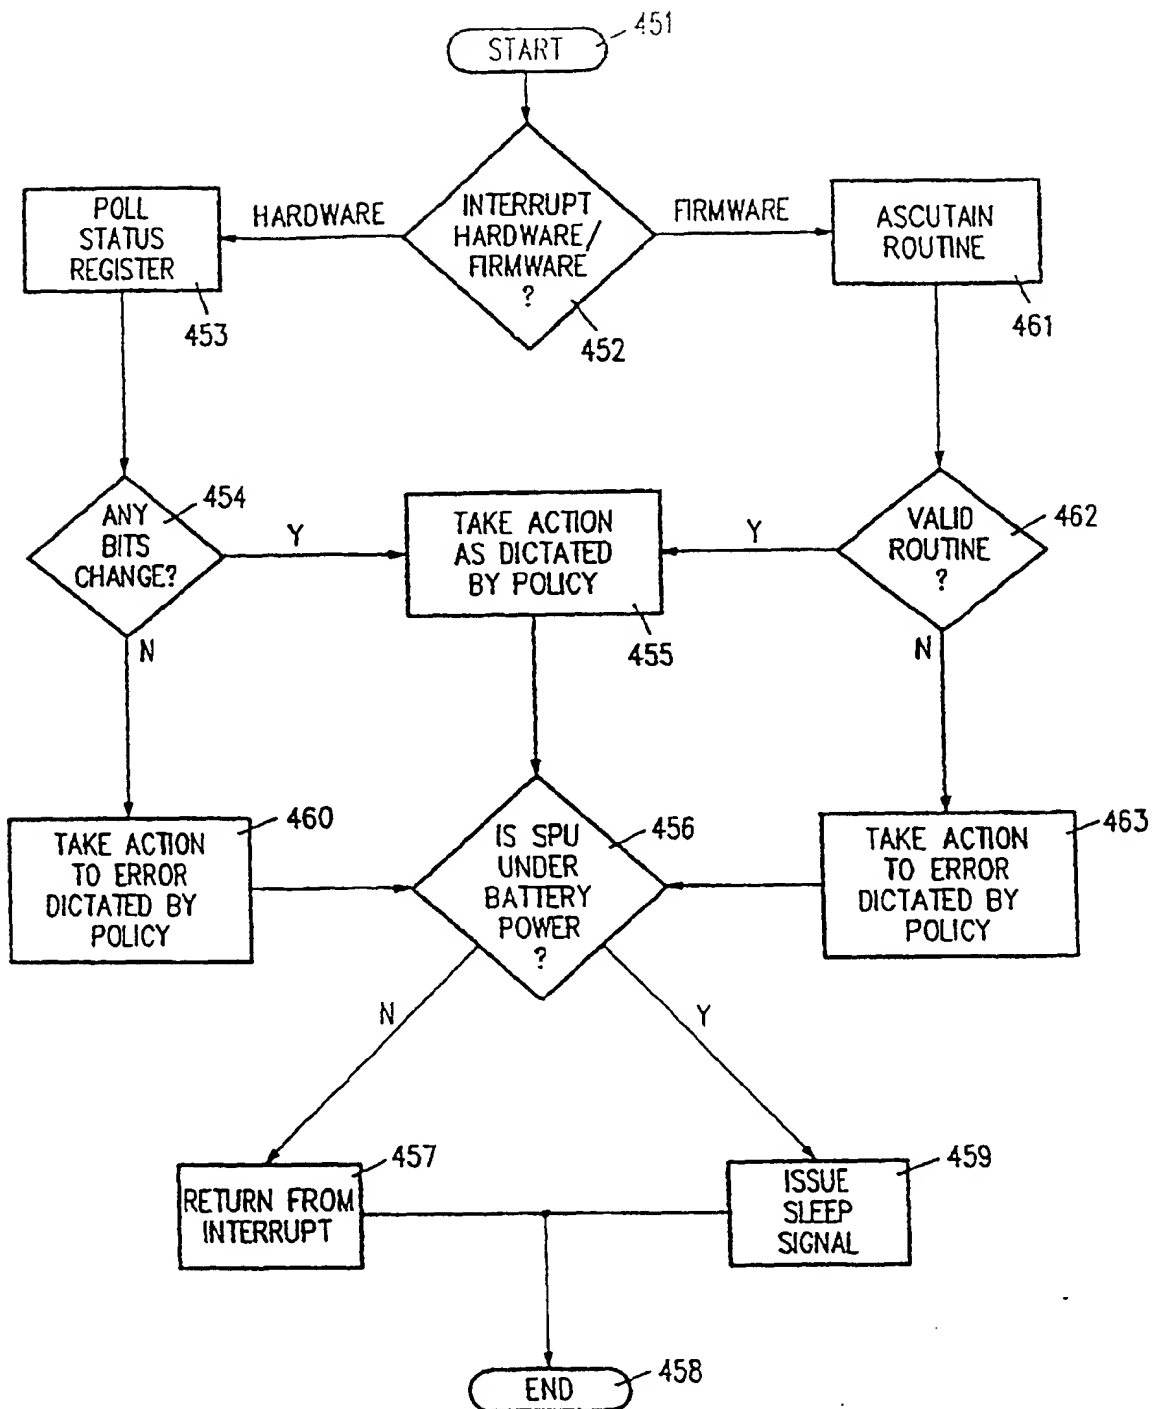 START
451
INTERRUPT
HARDWARE/
FIRMWARE
?
452
HARDWARE
FIRMWARE
POLL
STATUS
REGISTER
453
ASCUTAIN
ROUTINE
461
ANY
BITS
CHANGE?
454
Y
N
TAKE ACTION
AS DICTATED
BY POLICY
455
VALID
ROUTINE
?
462
Y
N
TAKE ACTION
TO ERROR
DICTATED BY
POLICY
460
IS SPU
UNDER
BATTERY
POWER
?
456
TAKE ACTION
TO ERROR
DICTATED BY
POLICY
463
N
Y
RETURN FROM
INTERRUPT
457
ISSUE
SLEEP
SIGNAL
459
END
458